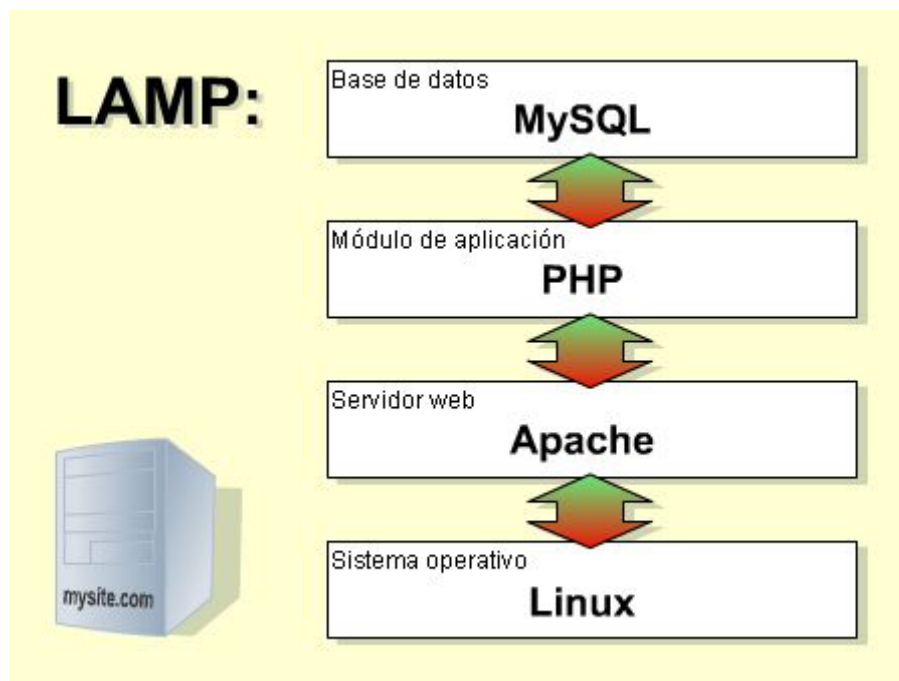 LAMP:
Base de datos
MySQL
Módulo de aplicación
PHP
Servidor web
Apache
Sistema operativo
Linux
mysite.com